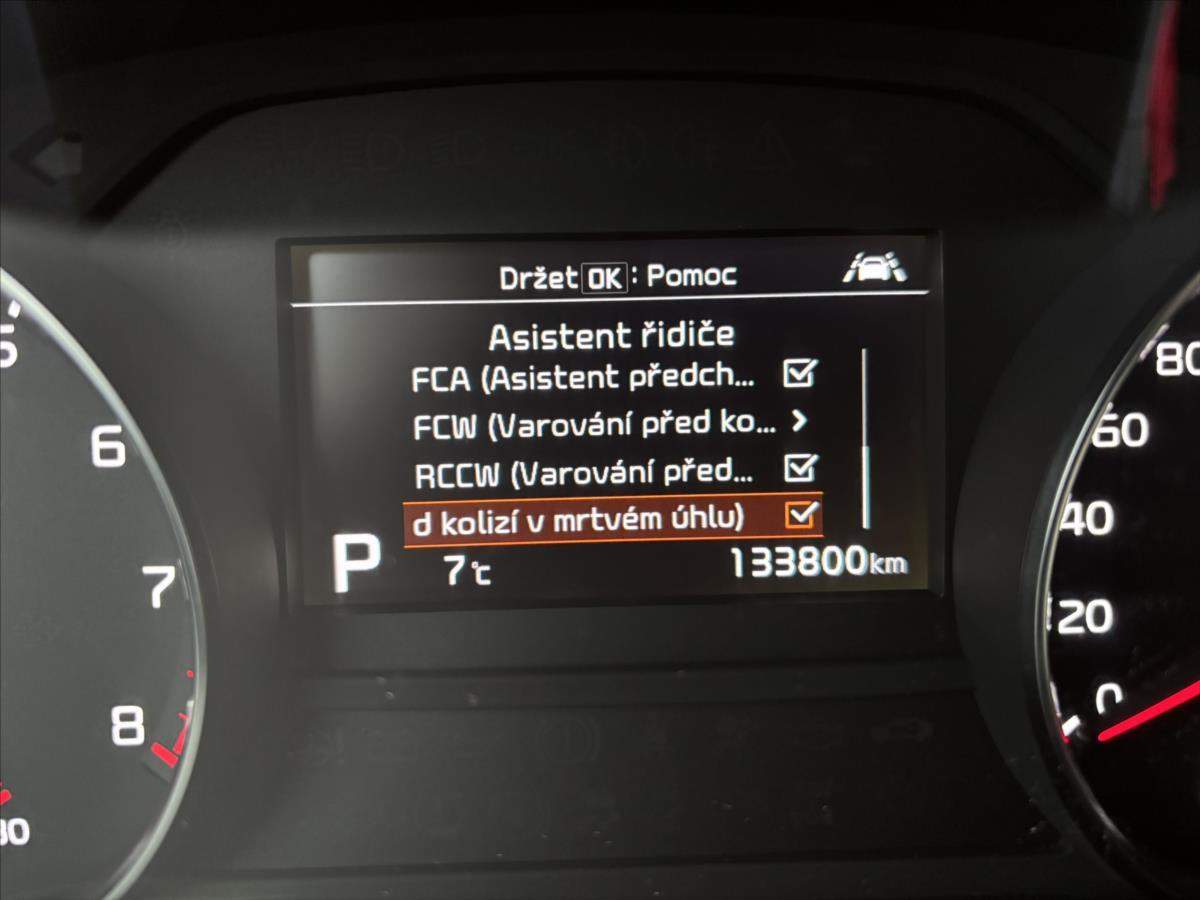 Držet OK : Pomoc
Asistent řidiče
FCA (Asistent předch...
FCW (Varování před ko...
RCCW (Varování před...
d kolizí v mrtvém úhlu)
P 7°C 133800km
5
6
7
8
80
60
40
20
0